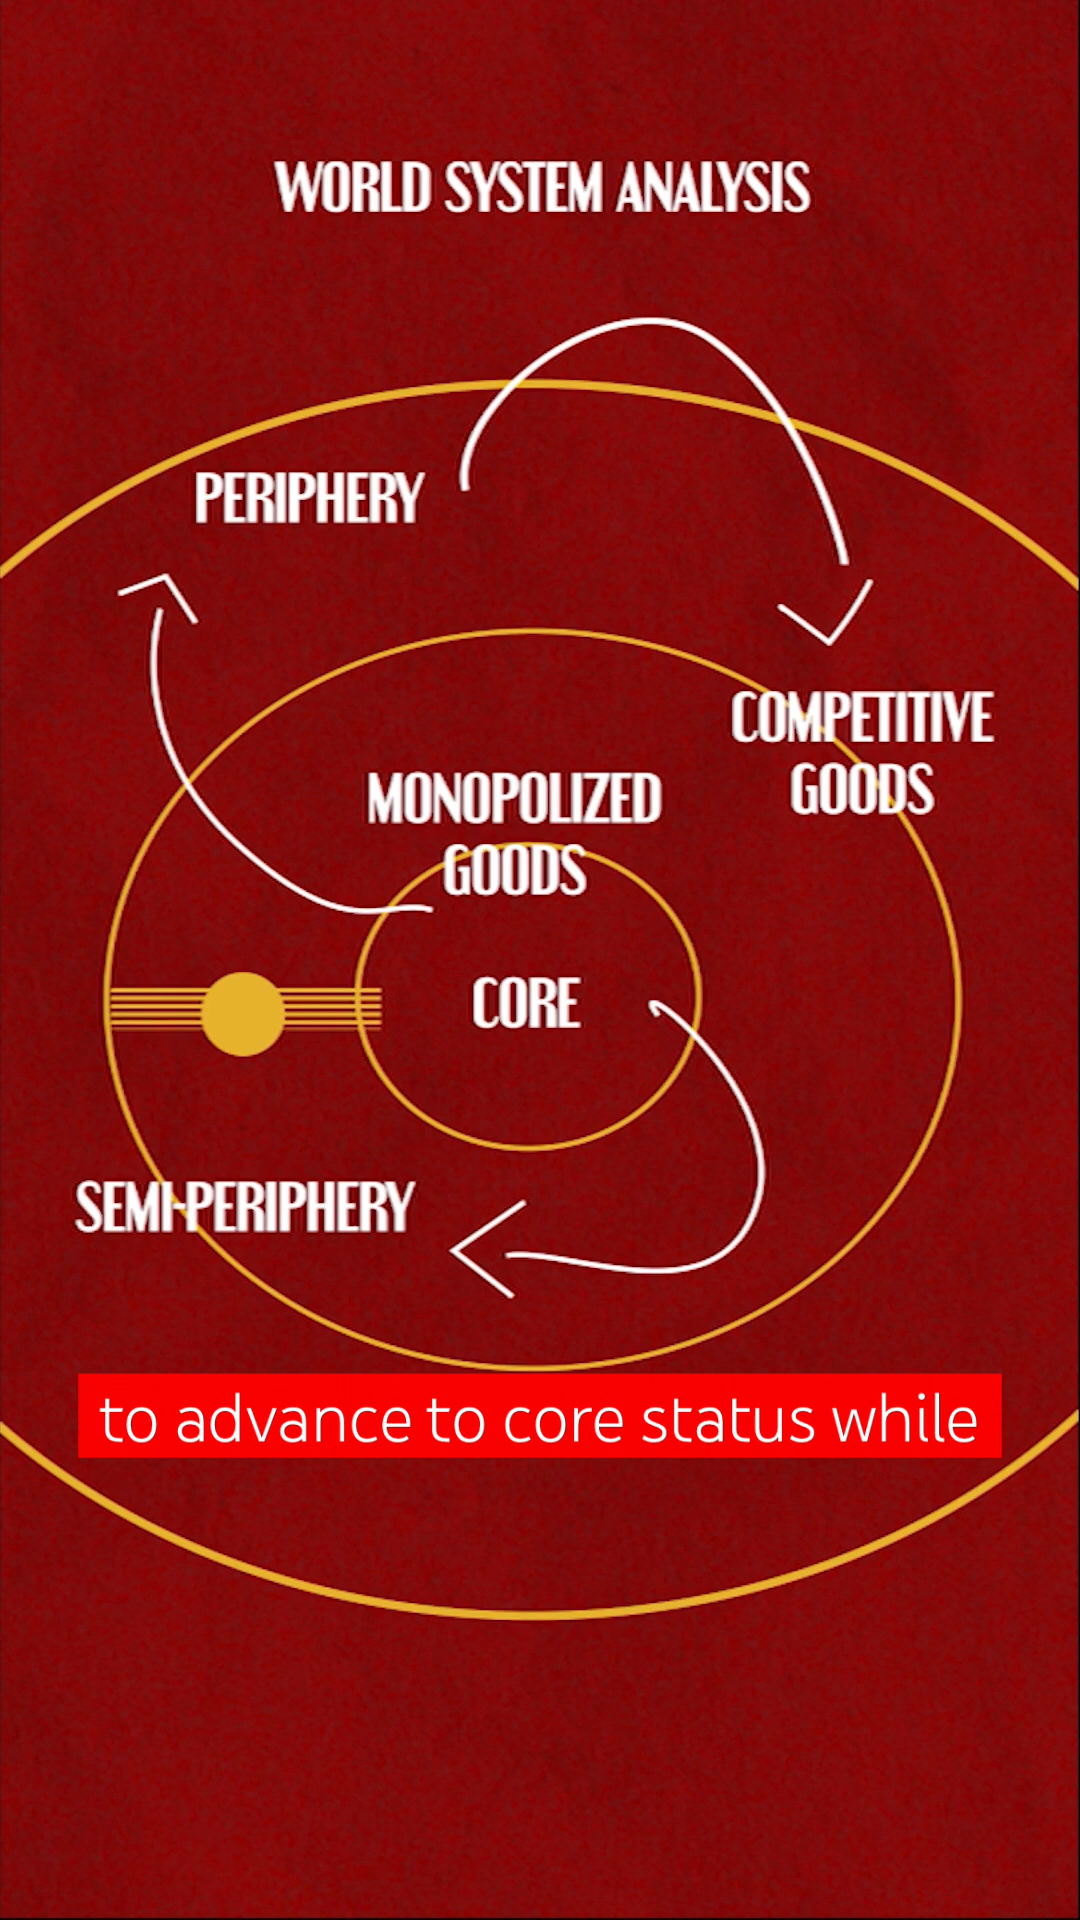 WORLD SYSTEM ANALYSIS
PERIPHERY
COMPETITIVE
GOODS
MONOPOLIZED
GOODS
CORE
SEMI-PERIPHERY
to advance to core status while